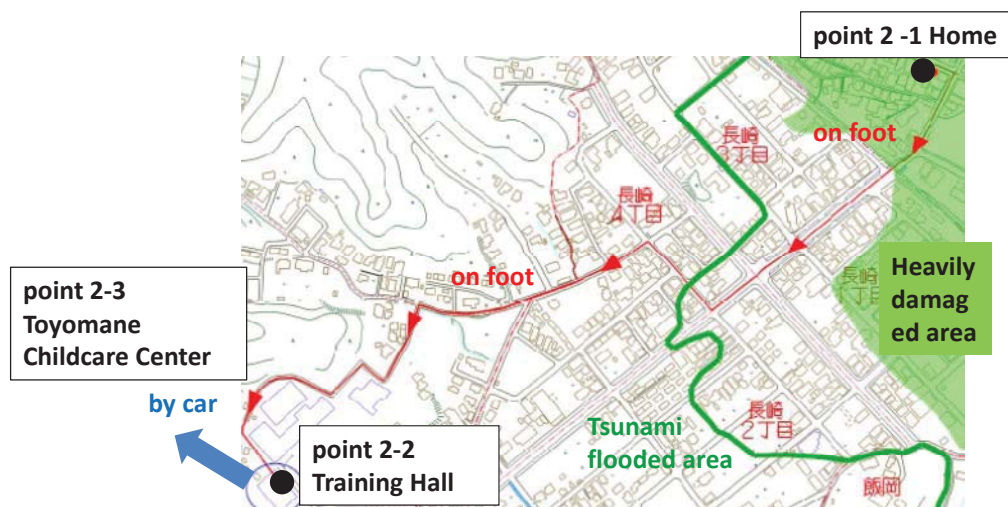 point 2 -1 Home
on foot
長崎
3丁目
長崎
4丁目
on foot
Heavily
damag
ed area
point 2-3
Toyomane
Childcare Center
by car
point 2-2
Training Hall
Tsunami
flooded area
長崎
2丁目
飯岡